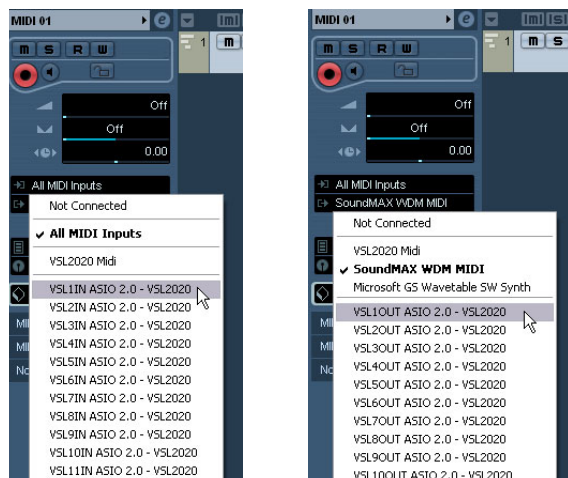 MIDI 01
m S R W
1 m
Off
Off
0.00
All MIDI Inputs
Not Connected
All MIDI Inputs
VSL2020 Midi
VSL1IN ASIO 2.0 - VSL2020
VSL2IN ASIO 2.0 - VSL2020
VSL3IN ASIO 2.0 - VSL2020
VSL4IN ASIO 2.0 - VSL2020
VSL5IN ASIO 2.0 - VSL2020
VSL6IN ASIO 2.0 - VSL2020
VSL7IN ASIO 2.0 - VSL2020
VSL8IN ASIO 2.0 - VSL2020
VSL9IN ASIO 2.0 - VSL2020
VSL10IN ASIO 2.0 - VSL2020
VSL11IN ASIO 2.0 - VSL2020
MIDI 01
m S R W
1 m S
Off
Off
0.00
All MIDI Inputs
SoundMAX WDM MIDI
Not Connected
VSL2020 Midi
SoundMAX WDM MIDI
Microsoft GS Wavetable SW Synth
VSL1OUT ASIO 2.0 - VSL2020
VSL2OUT ASIO 2.0 - VSL2020
VSL3OUT ASIO 2.0 - VSL2020
VSL4OUT ASIO 2.0 - VSL2020
VSL5OUT ASIO 2.0 - VSL2020
VSL6OUT ASIO 2.0 - VSL2020
VSL7OUT ASIO 2.0 - VSL2020
VSL8OUT ASIO 2.0 - VSL2020
VSL9OUT ASIO 2.0 - VSL2020
VSL10OUT ASIO 2.0 - VSL2020